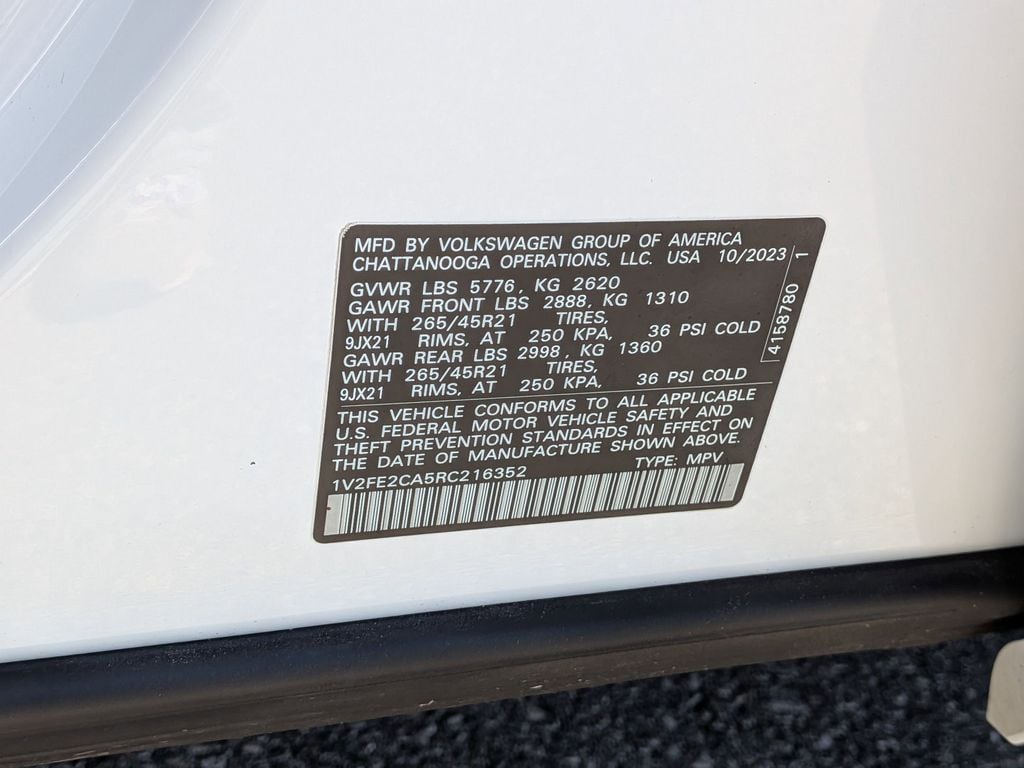 MFD BY VOLKSWAGEN GROUP OF AMERICA
CHATTANOOGA OPERATIONS, LLC. USA 10/2023
GVWR LBS 5776, KG 2620
GAWR FRONT LBS 2888, KG 1310
WITH 265/45R21 TIRES,
9JX21 RIMS, AT 250 KPA, 36 PSI COLD
GAWR REAR LBS 2998, KG 1360
WITH 265/45R21 TIRES,
9JX21 RIMS, AT 250 KPA, 36 PSI COLD
4158780 1
THIS VEHICLE CONFORMS TO ALL APPLICABLE
U.S. FEDERAL MOTOR VEHICLE SAFETY AND
THEFT PREVENTION STANDARDS IN EFFECT ON
THE DATE OF MANUFACTURE SHOWN ABOVE.
1V2FE2CA5RC216352 TYPE: MPV